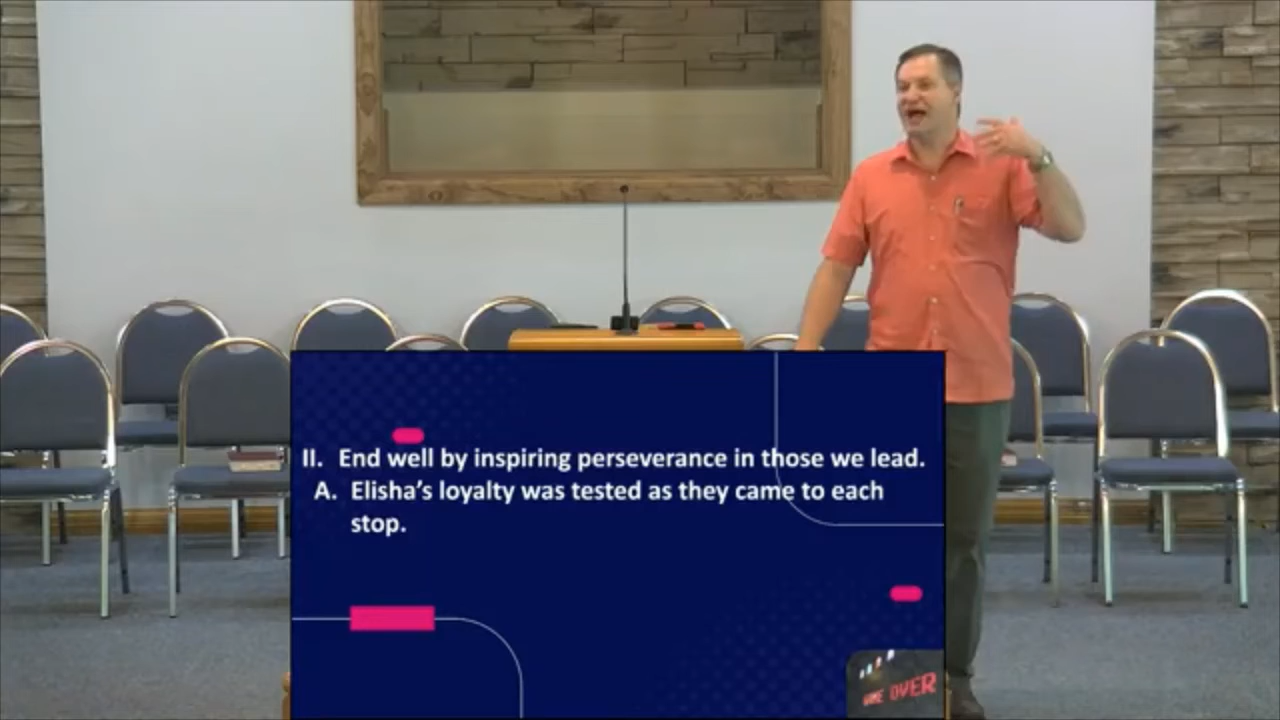 II. End well by inspiring perseverance in those we lead.
A. Elisha’s loyalty was tested as they came to each
stop.
OVER